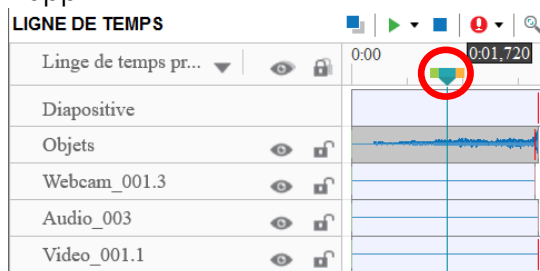 LIGNE DE TEMPS
Linge de temps pr... 0:00 0:01,720
Diapositive
Objets
Webcam_001.3
Audio_003
Video_001.1